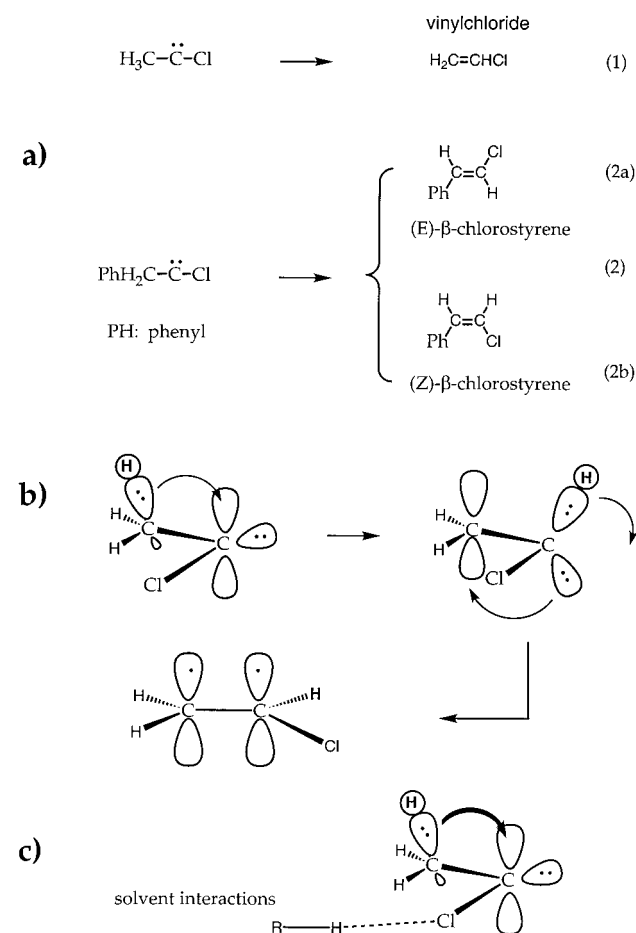 vinylchloride
H₃C–C̈–Cl → H₂C=CHCl (1)
a)
H Cl
C=C (2a)
Ph H
(E)-β-chlorostyrene
PhH₂C–C̈–Cl → (2)
PH: phenyl
H H
C=C
Ph Cl
(Z)-β-chlorostyrene (2b)
b)
H H
H C C H C C
H Cl H Cl
H C C H
H Cl
c)
H
H C C
H Cl
solvent interactions
R—H